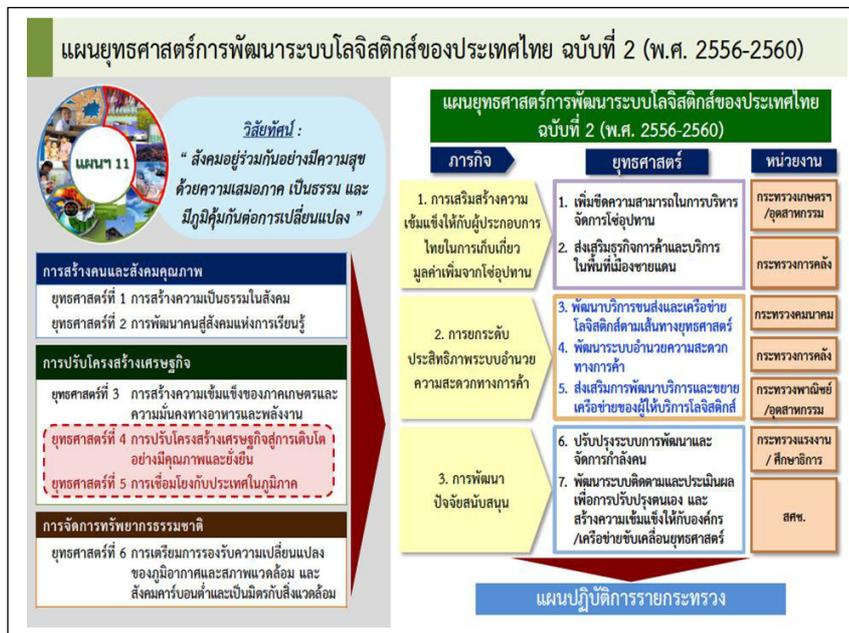 แผนยุทธศาสตร์การพัฒนาระบบโลจิสติกส์ของประเทศไทย ฉบับที่ 2 (พ.ศ. 2556-2560)
แผนฯ 11
วิสัยทัศน์ :
“ สังคมอยู่ร่วมกันอย่างมีความสุข
ด้วยความเสมอภาค เป็นธรรม และ
มีภูมิคุ้มกันต่อการเปลี่ยนแปลง ”
การสร้างคนและสังคมคุณภาพ
ยุทธศาสตร์ที่ 1 การสร้างความเป็นธรรมในสังคม
ยุทธศาสตร์ที่ 2 การพัฒนาคนสู่สังคมแห่งการเรียนรู้
การปรับโครงสร้างเศรษฐกิจ
ยุทธศาสตร์ที่ 3 การสร้างความเข้มแข็งของภาคเกษตรและ
ความมั่นคงทางอาหารและพลังงาน
ยุทธศาสตร์ที่ 4 การปรับโครงสร้างเศรษฐกิจสู่การเติบโต
อย่างมีคุณภาพและยั่งยืน
ยุทธศาสตร์ที่ 5 การเชื่อมโยงกับประเทศในภูมิภาค
การจัดการทรัพยากรธรรมชาติ
ยุทธศาสตร์ที่ 6 การเตรียมการรองรับความเปลี่ยนแปลง
ของภูมิอากาศและสภาพแวดล้อม และ
สังคมคาร์บอนต่ำและเป็นมิตรกับสิ่งแวดล้อม
แผนยุทธศาสตร์การพัฒนาระบบโลจิสติกส์ของประเทศไทย
ฉบับที่ 2 (พ.ศ. 2556-2560)
ภารกิจ
ยุทธศาสตร์
หน่วยงาน
1. การเสริมสร้างความ
เข้มแข็งให้กับผู้ประกอบการ
ไทยในการเก็บเกี่ยว
มูลค่าเพิ่มจากโซ่อุปทาน
1. เพิ่มขีดความสามารถในการบริหาร
จัดการโซ่อุปทาน
2. ส่งเสริมธุรกิจการค้าและบริการ
ในพื้นที่เมืองชายแดน
กระทรวงเกษตรฯ
/อุตสาหกรรม
กระทรวงการคลัง
2. การยกระดับ
ประสิทธิภาพระบบอำนวย
ความสะดวกทางการค้า
3. พัฒนาบริการขนส่งและเครือข่าย
โลจิสติกส์ตามเส้นทางยุทธศาสตร์
4. พัฒนาระบบอำนวยความสะดวก
ทางการค้า
5. ส่งเสริมการพัฒนาบริการและขยาย
เครือข่ายของผู้ให้บริการโลจิสติกส์
กระทรวงคมนาคม
กระทรวงการคลัง
กระทรวงพาณิชย์
/อุตสาหกรรม
3. การพัฒนา
ปัจจัยสนับสนุน
6. ปรับปรุงระบบการพัฒนาและ
จัดการกำลังคน
7. พัฒนาระบบติดตามและประเมินผล
เพื่อการปรับปรุงตนเอง และ
สร้างความเข้มแข็งให้กับองค์กร
/เครือข่ายขับเคลื่อนยุทธศาสตร์
กระทรวงแรงงาน
/ ศึกษาธิการ
สศช.
แผนปฏิบัติการรายกระทรวง